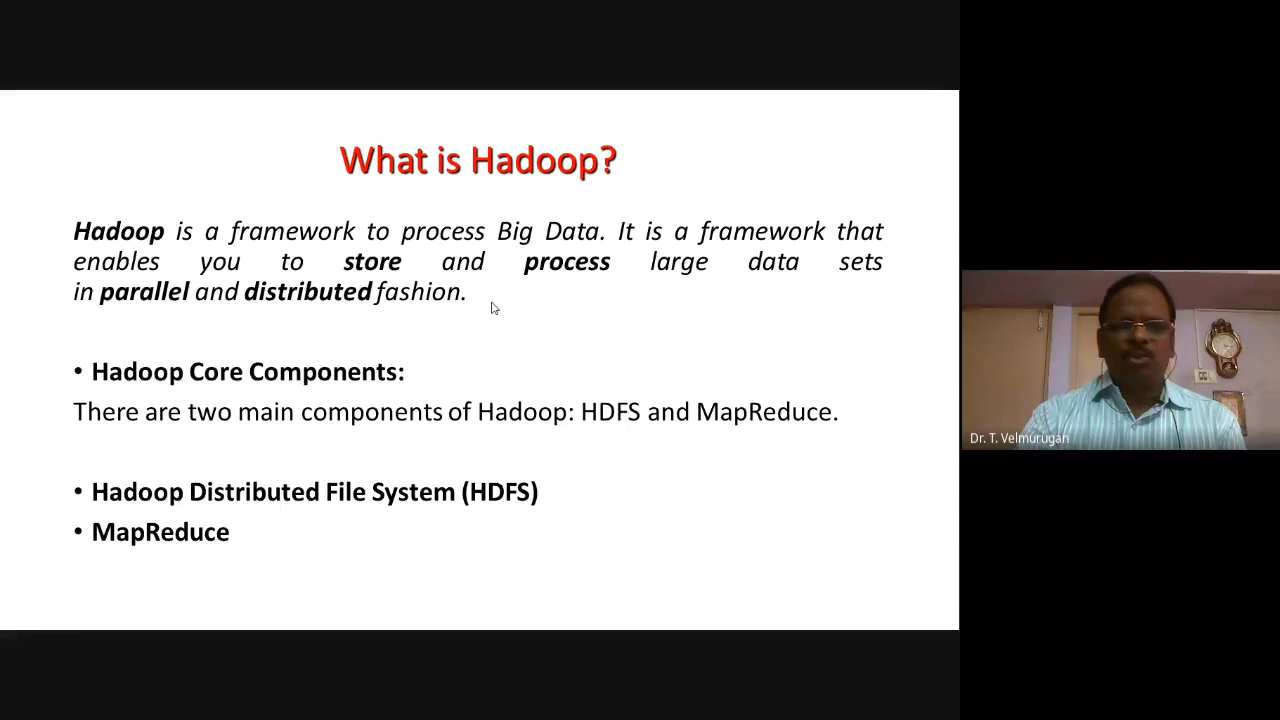 What is Hadoop?
Hadoop is a framework to process Big Data. It is a framework that
enables you to store and process large data sets
in parallel and distributed fashion.
• Hadoop Core Components:
There are two main components of Hadoop: HDFS and MapReduce.
• Hadoop Distributed File System (HDFS)
• MapReduce
Dr. T. Velmurugan